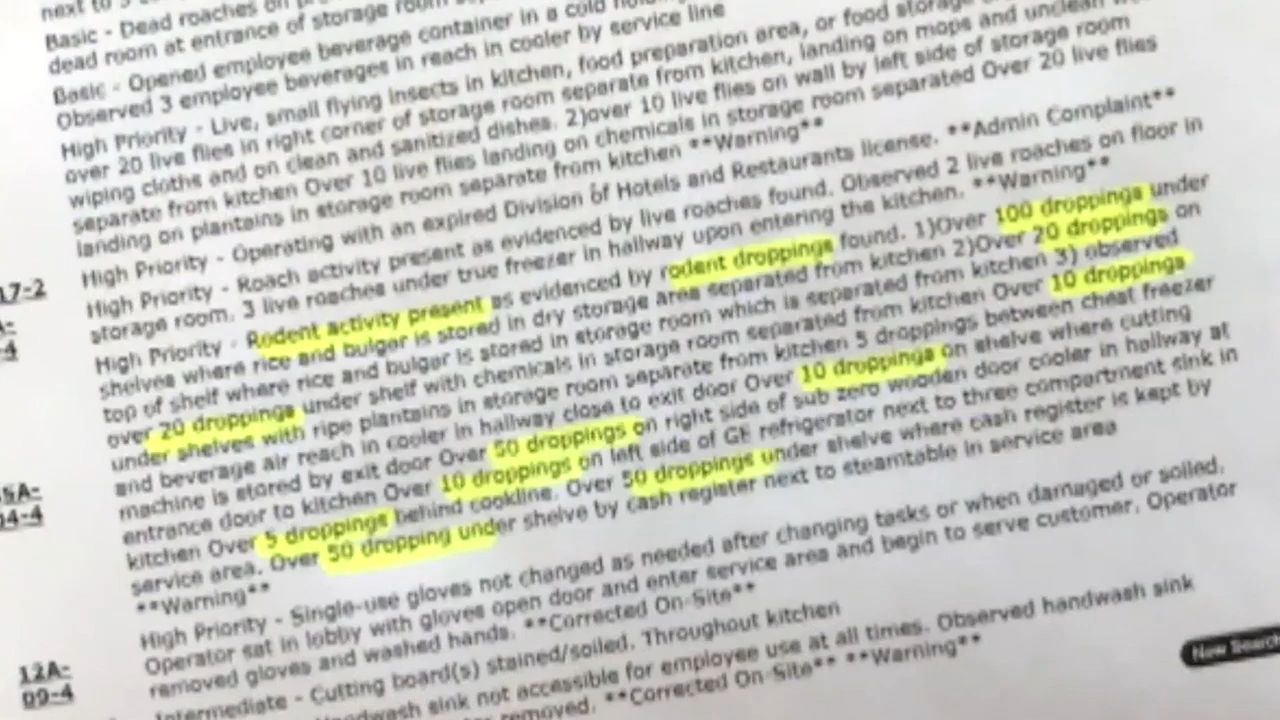 next to 3
Basic - Dead roaches on
dead room at entrance of storage room
Basic - Opened employee beverage container in a cold
Observed 3 employee beverages in reach in cooler by service line
High Priority - Live, small flying insects in kitchen, food preparation area, or food storage
over 20 live flies in right corner of storage room separate from kitchen, landing on mops and unclean
wiping cloths and on clean and sanitized dishes. 2)over 10 live flies on wall by left side of storage room
separate from kitchen Over 10 live flies landing on chemicals in storage room separated Over 20 live flies
landing on plantains in storage room separate from kitchen **Warning**
High Priority - Operating with an expired Division of Hotels and Restaurants license. **Admin Complaint**
High Priority - Roach activity present as evidenced by live roaches found. Observed 2 live roaches on floor in
storage room. 3 live roaches under true freezer in hallway upon entering the kitchen. **Warning**
High Priority - Rodent activity present as evidenced by rodent droppings found. 1)Over 100 droppings under
shelves where rice and bulgar is stored in dry storage area separated from kitchen 2)Over 20 droppings on
top of shelf where rice and bulgar is stored in storage room which is separated from kitchen 3) observed
over 20 droppings under shelf with chemicals in storage room separated from kitchen Over 10 droppings
under shelves with ripe plantains in storage room separate from kitchen 5 droppings between chest freezer
and beverage air reach in cooler in hallway close to exit door Over 10 droppings on shelve where cutting
machine is stored by exit door Over 50 droppings on right side of sub zero wooden door cooler in hallway at
entrance door to kitchen Over 10 droppings on left side of GE refrigerator next to three compartment sink in
kitchen Over 5 droppings behind cookline. Over 50 droppings under shelve where cash register is kept by
service area. Over 50 dropping under shelve by cash register next to steamtable in service area
**Warning**
High Priority - Single-use gloves not changed as needed after changing tasks or when damaged or soiled.
Operator sat in lobby with gloves open door and enter service area and begin to serve customer. Operator
removed gloves and washed hands. **Corrected On-Site**
Intermediate - Cutting board(s) stained/soiled. Throughout kitchen
Handwash sink not accessible for employee use at all times. Observed handwash sink
removed. **Corrected On-Site** **Warning**
17-2
-4
5A-
04-4
12A-
09-4
New Search